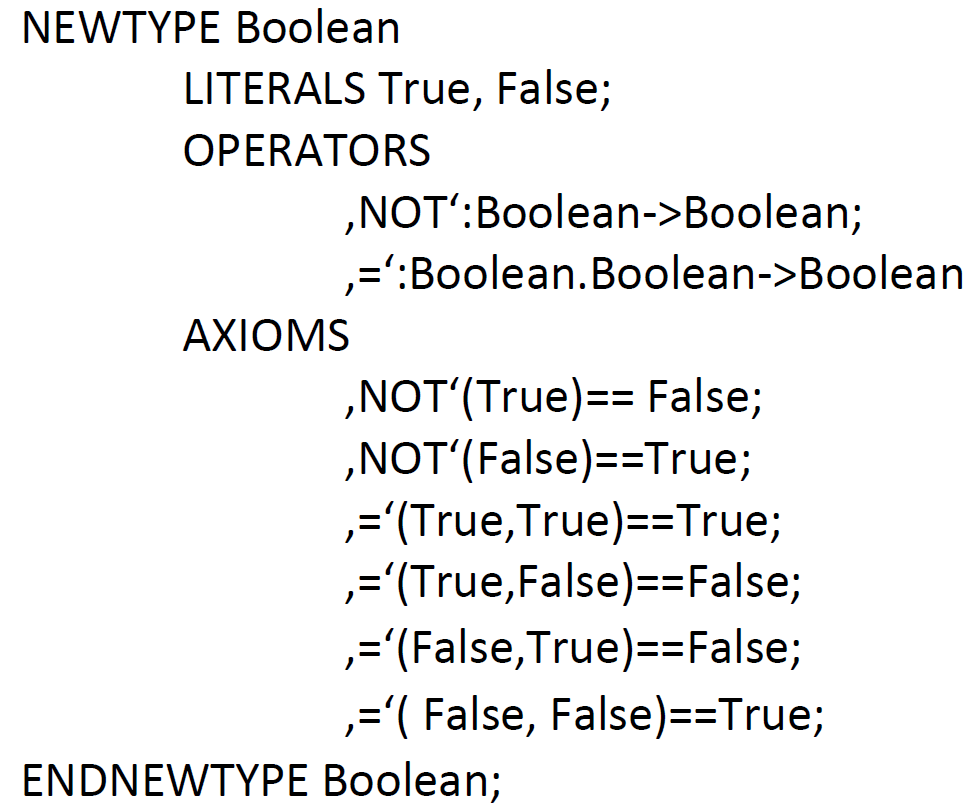 NEWTYPE Boolean
LITERALS True, False;
OPERATORS
‚NOT‘:Boolean->Boolean;
‚=‘:Boolean.Boolean->Boolean
AXIOMS
‚NOT‘(True)== False;
‚NOT‘(False)==True;
‚=‘(True,True)==True;
‚=‘(True,False)==False;
‚=‘(False,True)==False;
‚=‘( False, False)==True;
ENDNEWTYPE Boolean;